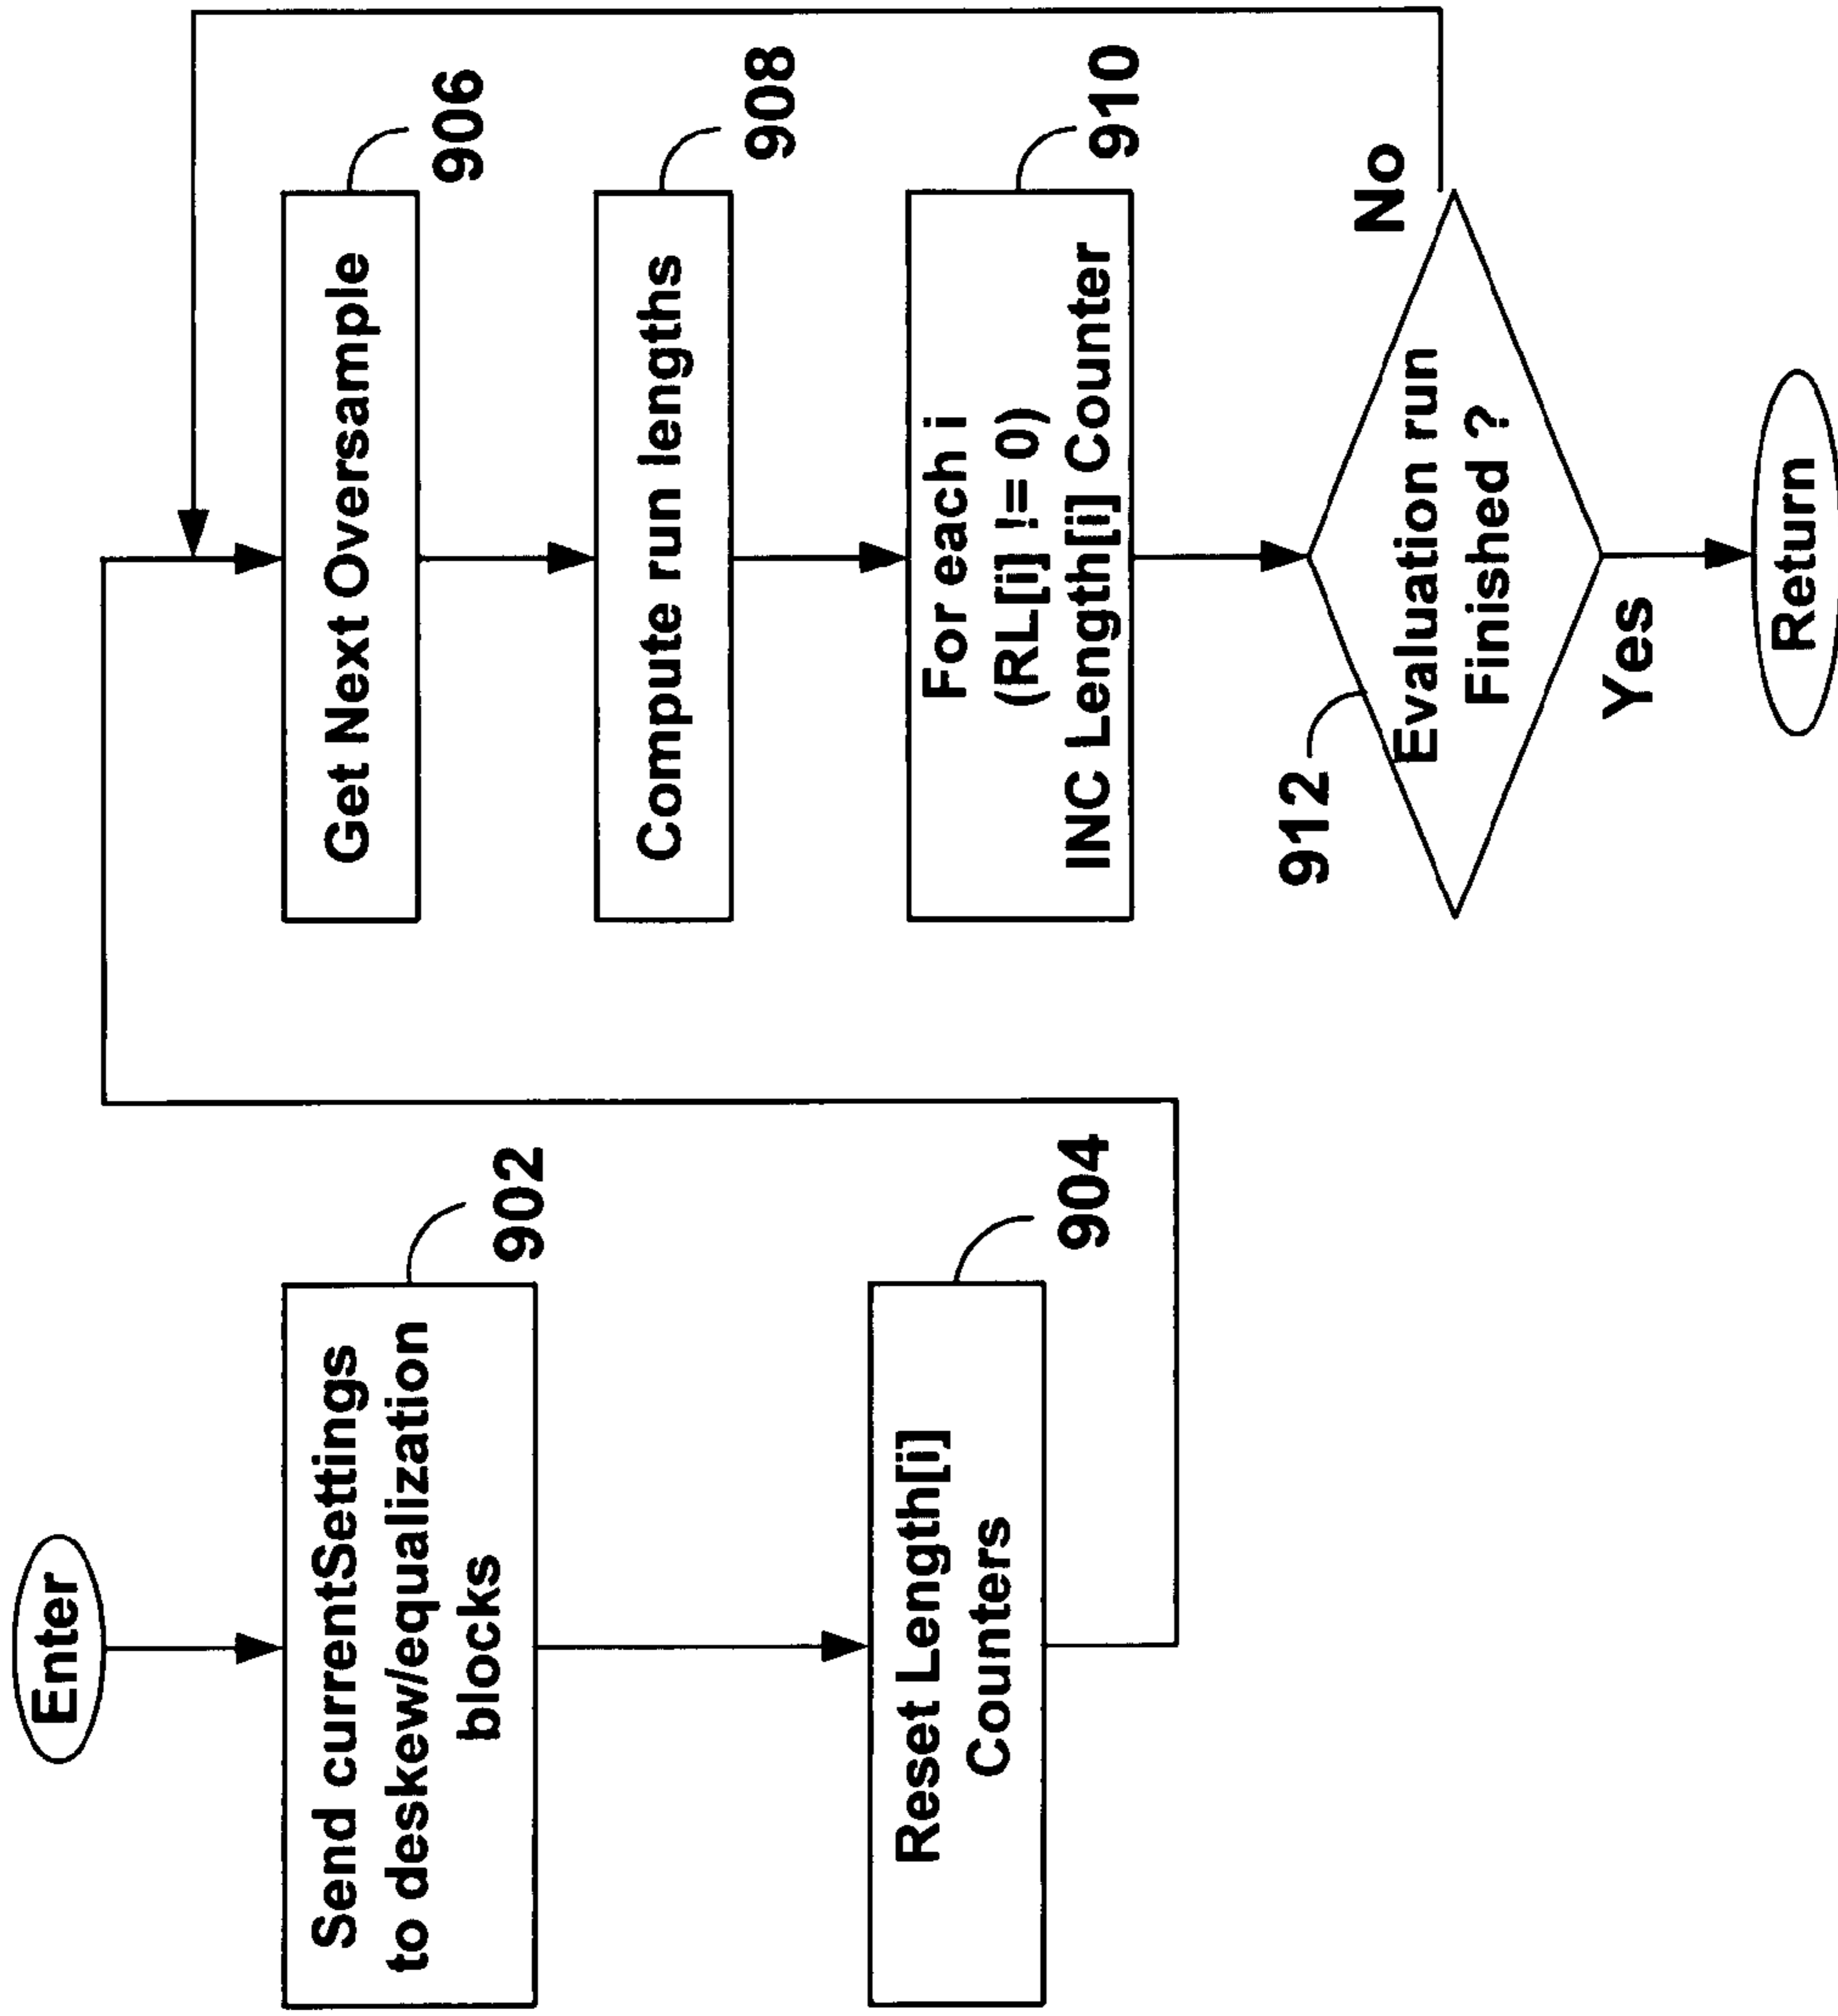 Enter
Send currentSettings
to deskew/equalization
blocks
902
Reset Length[i]
Counters
904
Get Next Oversample
906
Compute run lengths
908
For each i
(RL[i] != 0)
INC Length[i] Counter
910
912
Evaluation run
Finished ?
No
Yes
Return